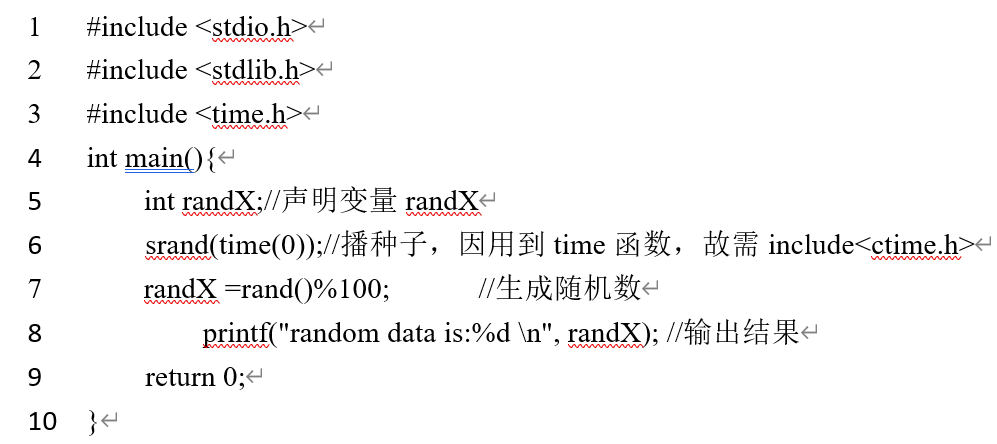 1 #include <stdio.h>↵
2 #include <stdlib.h>↵
3 #include <time.h>↵
4 int main(){↵
5 int randX;//声明变量 randX↵
6 srand(time(0));//播种子，因用到 time 函数，故需 include<ctime.h>↵
7 randX =rand()%100; //生成随机数↵
8 printf("random data is:%d \n", randX); //输出结果↵
9 return 0;↵
10 }↵